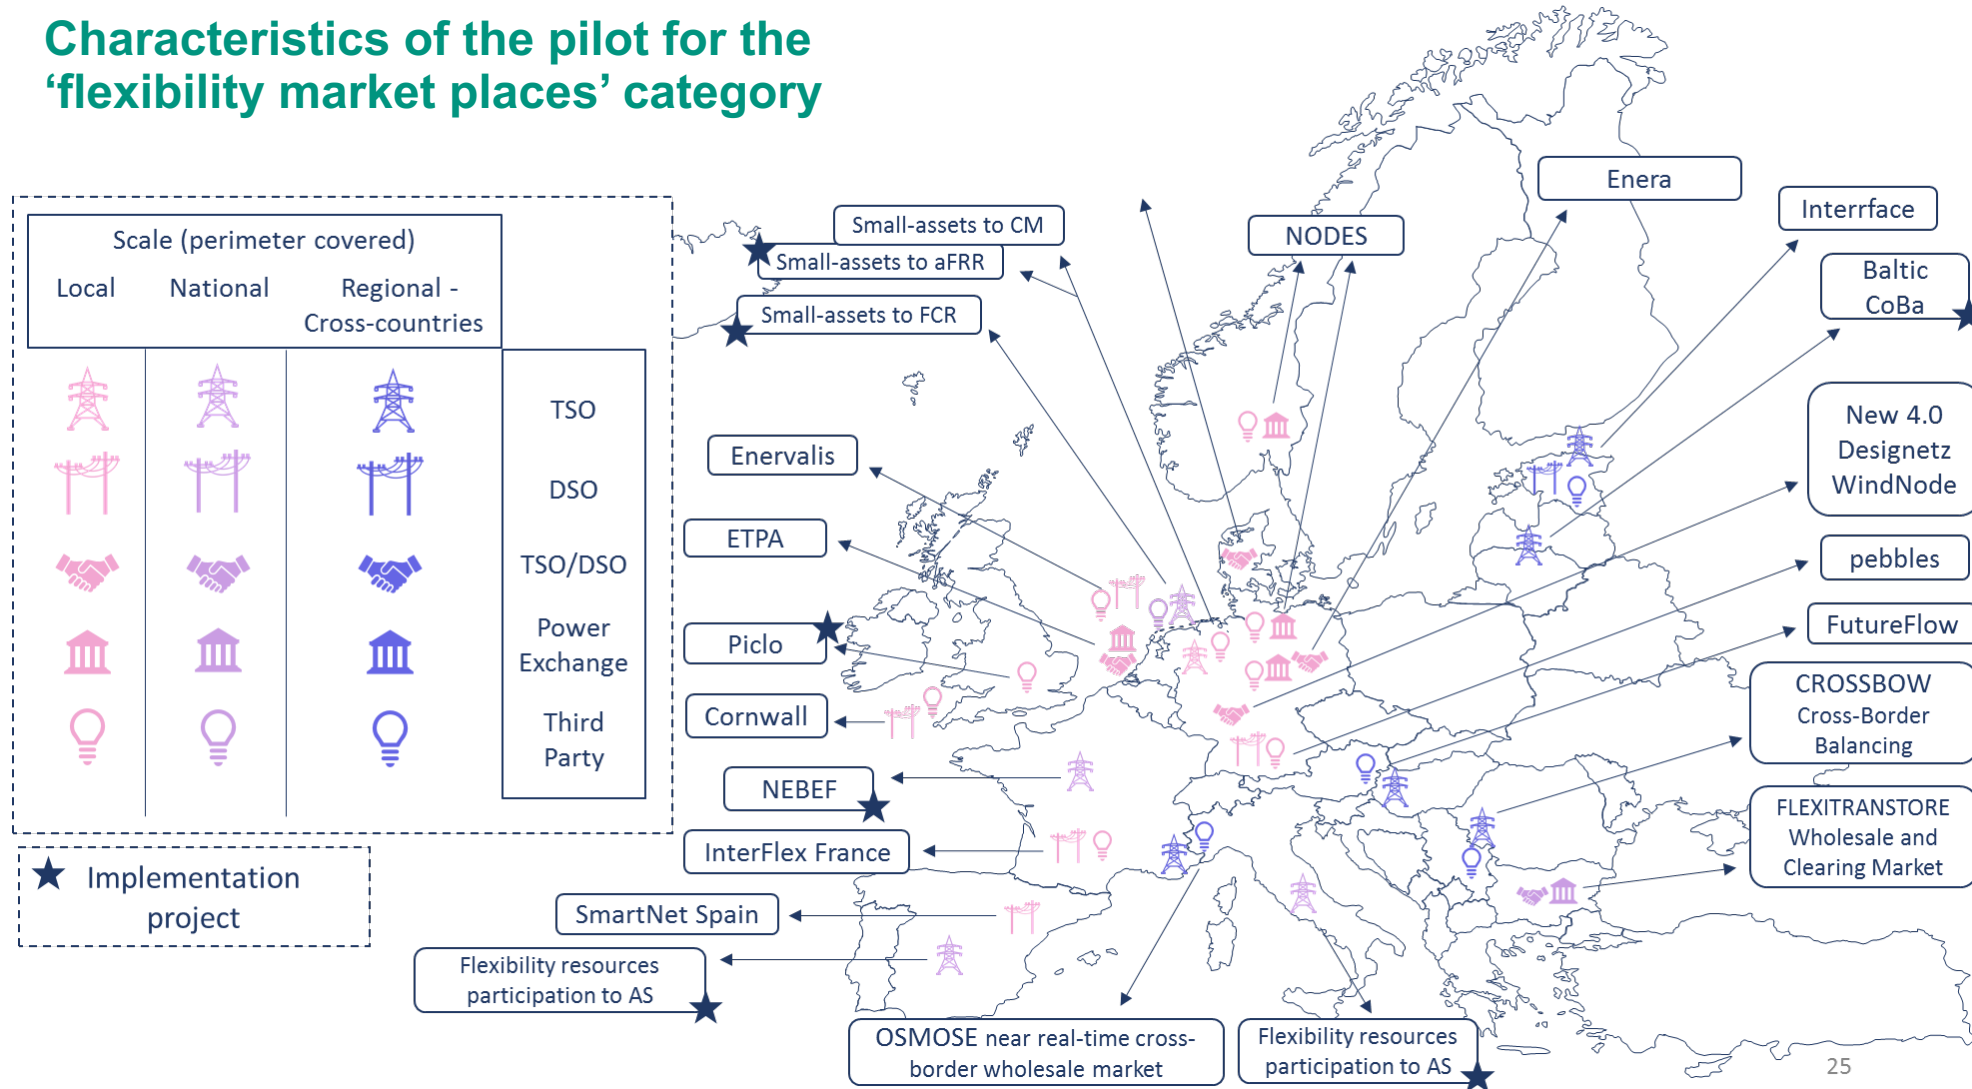 Characteristics of the pilot for the
‘flexibility market places’ category
Scale (perimeter covered)
Local
National
Regional -
Cross-countries
TSO
DSO
TSO/DSO
Power
Exchange
Third
Party
Implementation
project
Small-assets to CM
Small-assets to aFRR
Small-assets to FCR
Enervalis
ETPA
Piclo
Cornwall
NEBEF
InterFlex France
SmartNet Spain
Flexibility resources
participation to AS
OSMOSE near real-time cross-
border wholesale market
Flexibility resources
participation to AS
NODES
Enera
Interrface
Baltic
CoBa
New 4.0
Designetz
WindNode
pebbles
FutureFlow
CROSSBOW
Cross-Border
Balancing
FLEXITRANSTORE
Wholesale and
Clearing Market
25